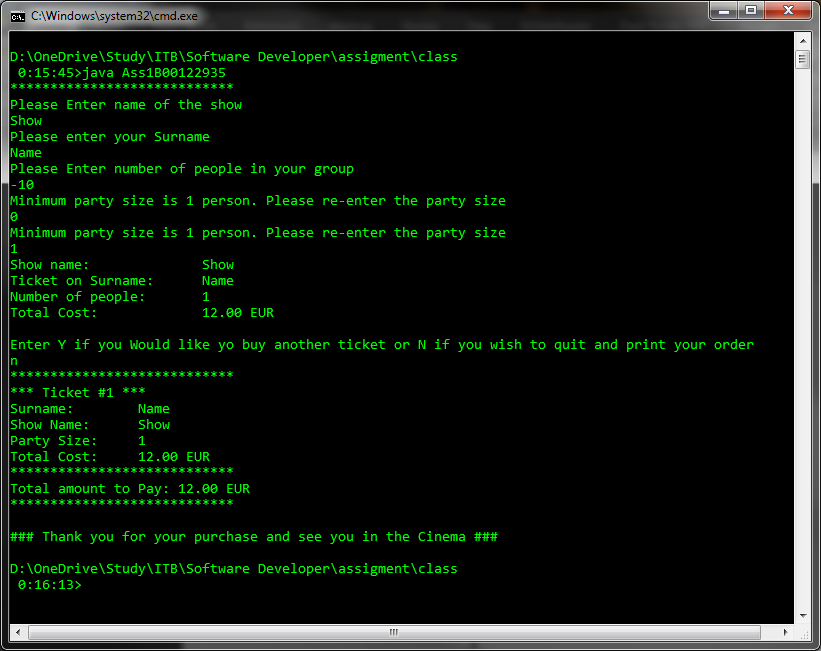 C:\Windows\system32\cmd.exe
D:\OneDrive\Study\ITB\Software Developer\assigment\class
0:15:45>java Ass1B00122935
****************************
Please Enter name of the show
Show
Please enter your Surname
Name
Please Enter number of people in your group
-10
Minimum party size is 1 person. Please re-enter the party size
0
Minimum party size is 1 person. Please re-enter the party size
1
Show name: Show
Ticket on Surname: Name
Number of people: 1
Total Cost: 12.00 EUR
Enter Y if you Would like yo buy another ticket or N if you wish to quit and print your order
n
****************************
*** Ticket #1 ***
Surname: Name
Show Name: Show
Party Size: 1
Total Cost: 12.00 EUR
****************************
Total amount to Pay: 12.00 EUR
****************************
### Thank you for your purchase and see you in the Cinema ###
D:\OneDrive\Study\ITB\Software Developer\assigment\class
0:16:13>